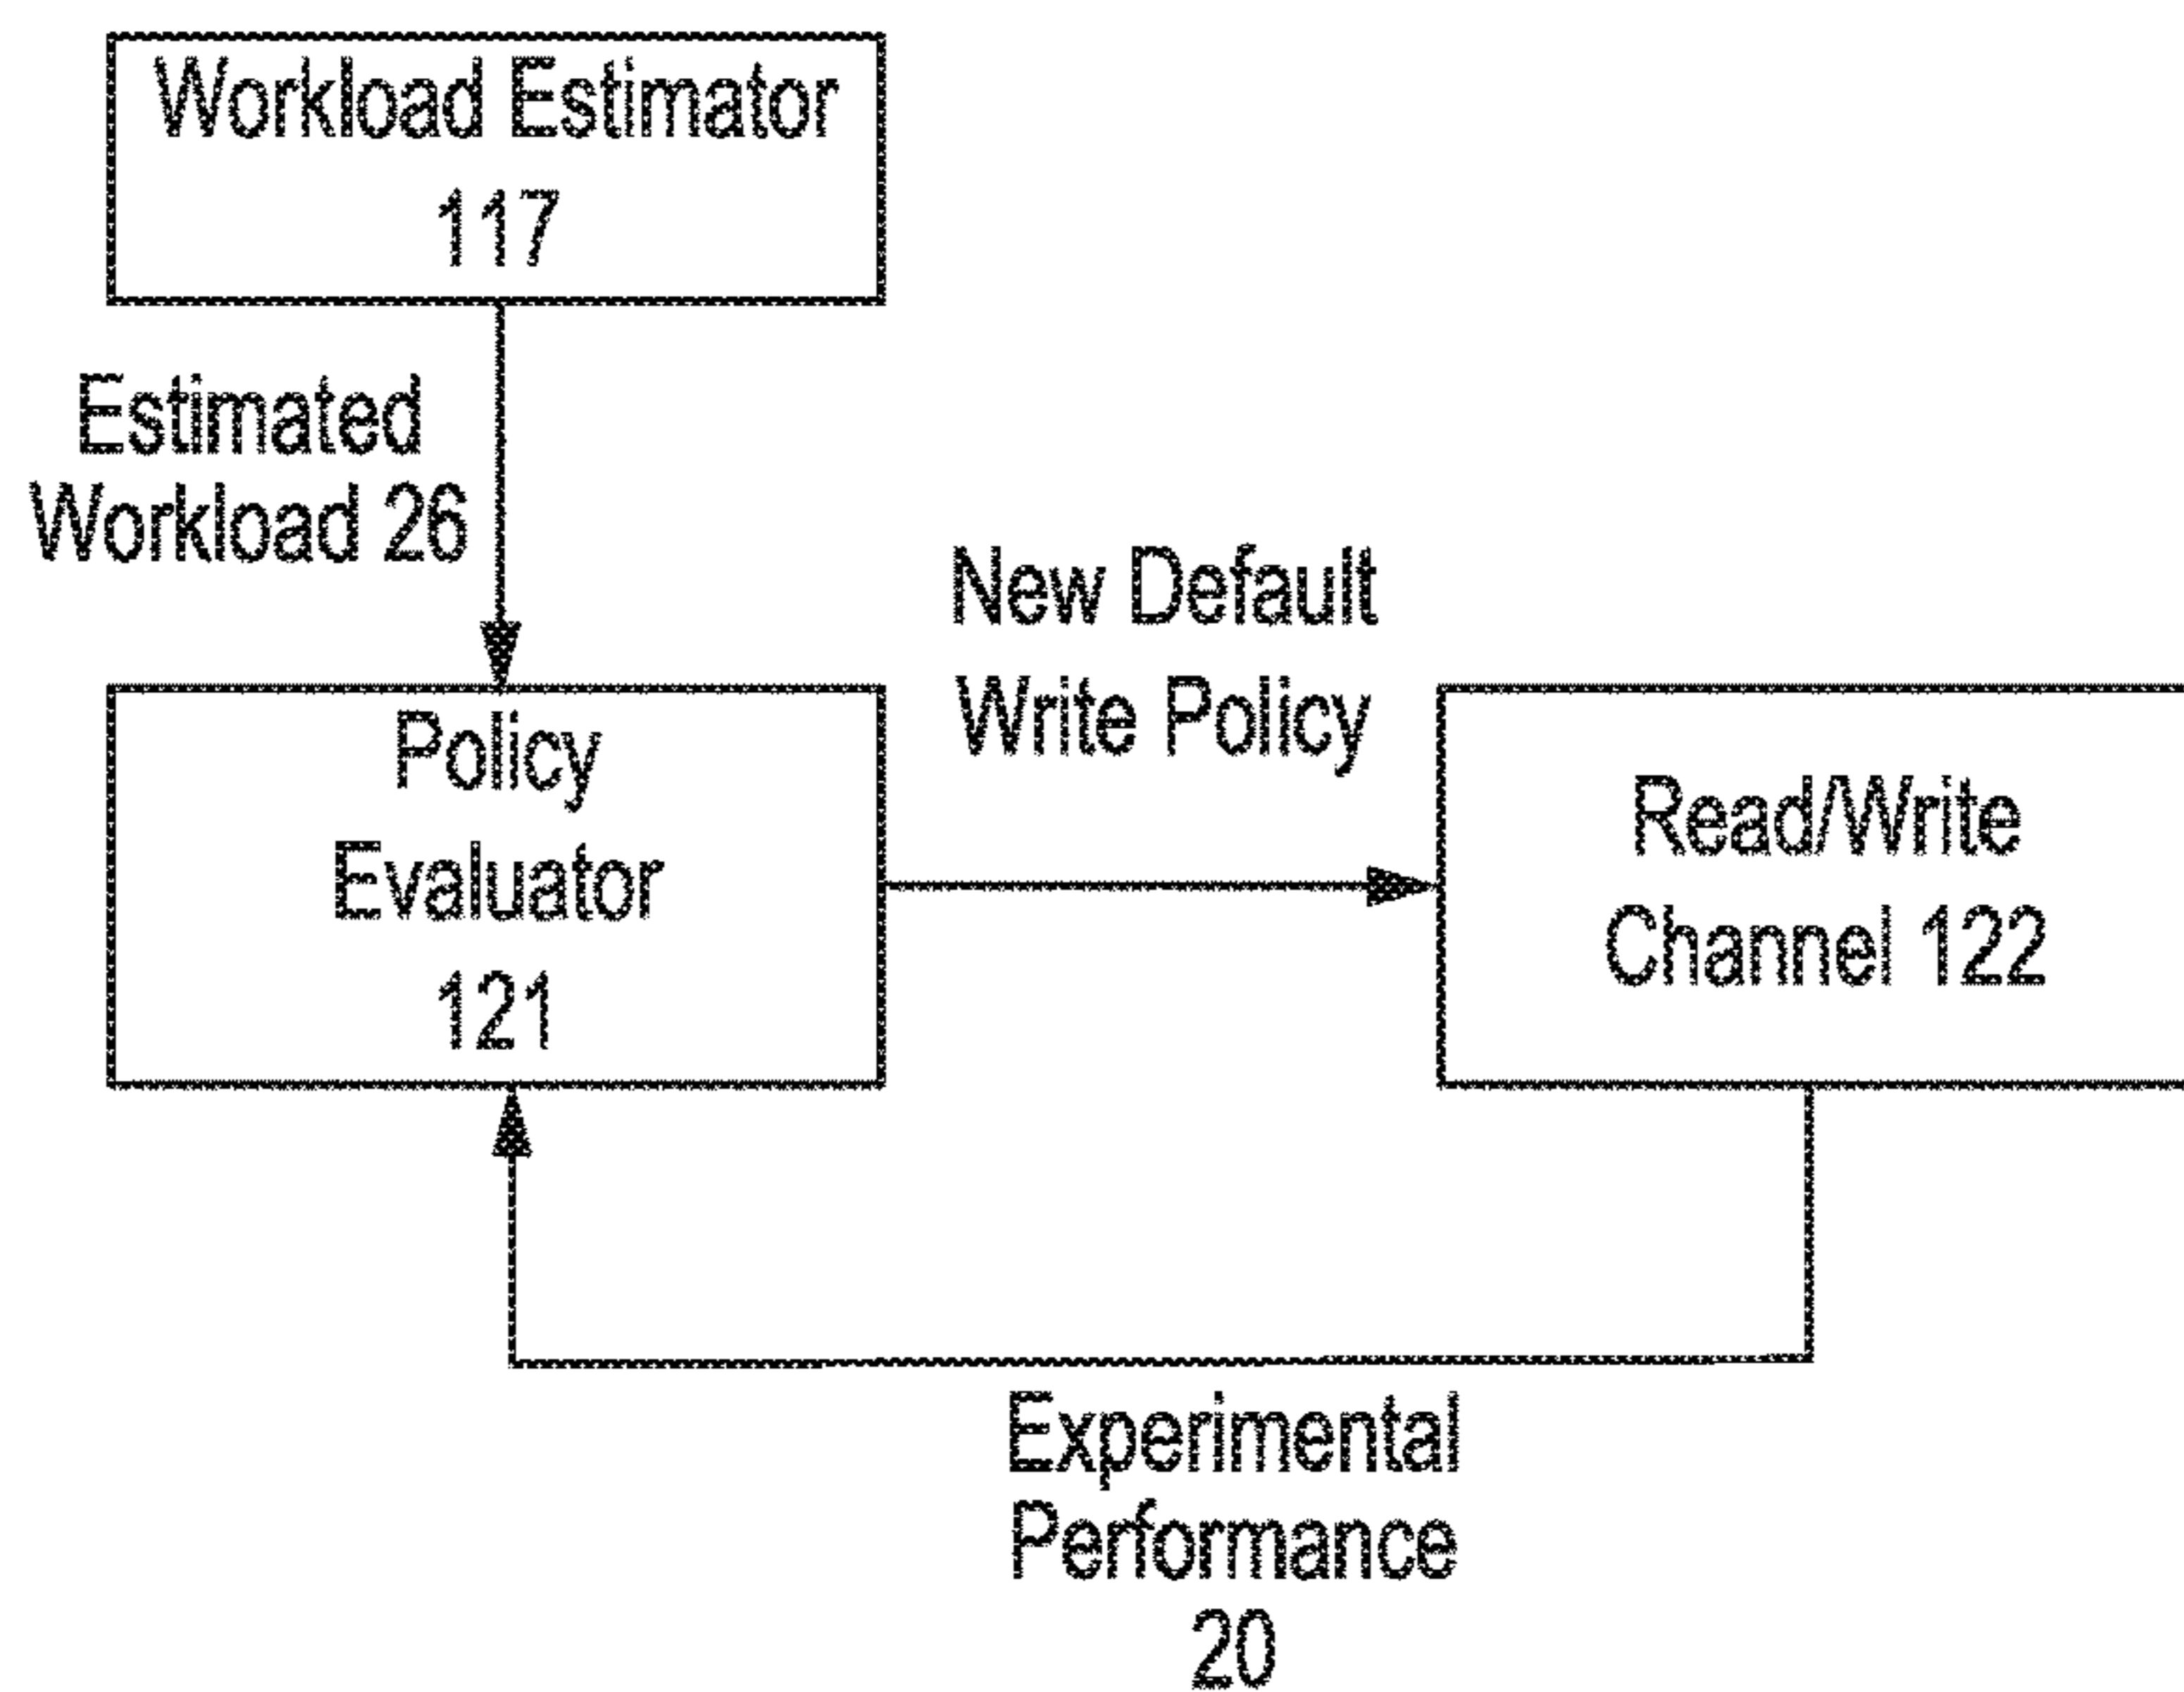 Workload Estimator
117
Estimated
Workload 26
New Default
Write Policy
Policy
Evaluator
121
Read/Write
Channel 122
Experimental
Performance
20